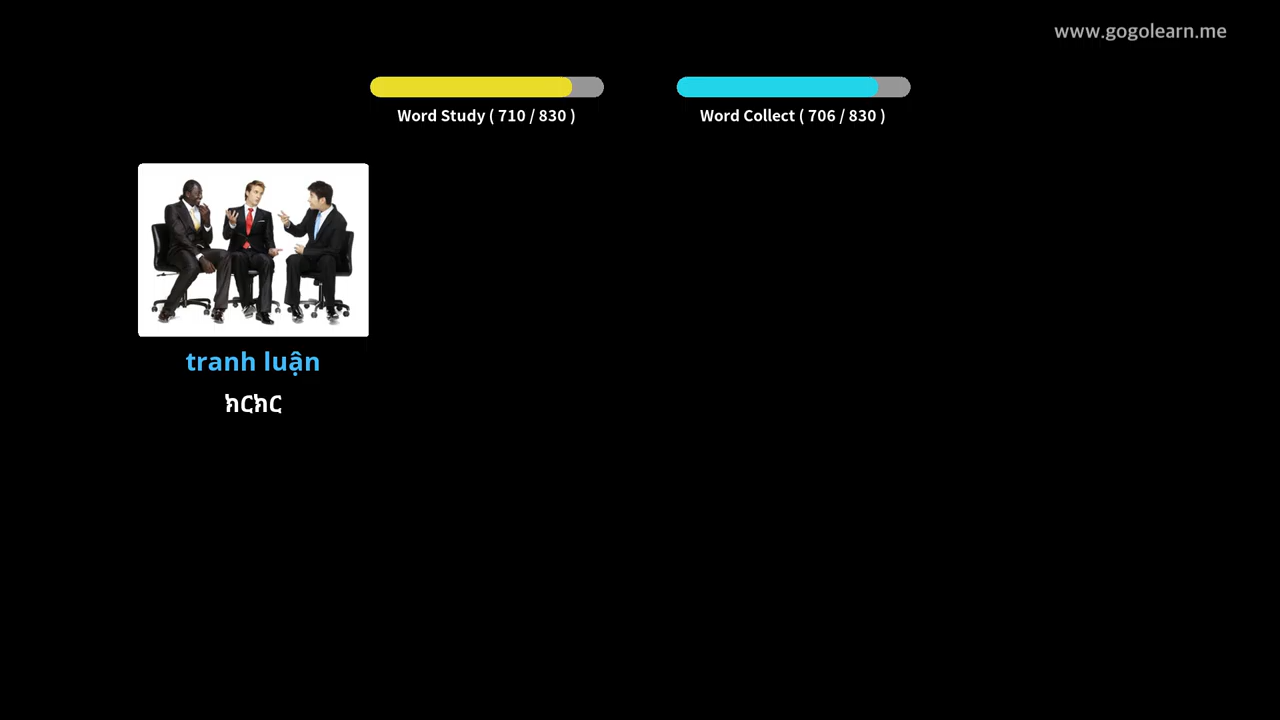 www.gogolearn.me
Word Study ( 710 / 830 )
Word Collect ( 706 / 830 )
tranh luận
ክርክር